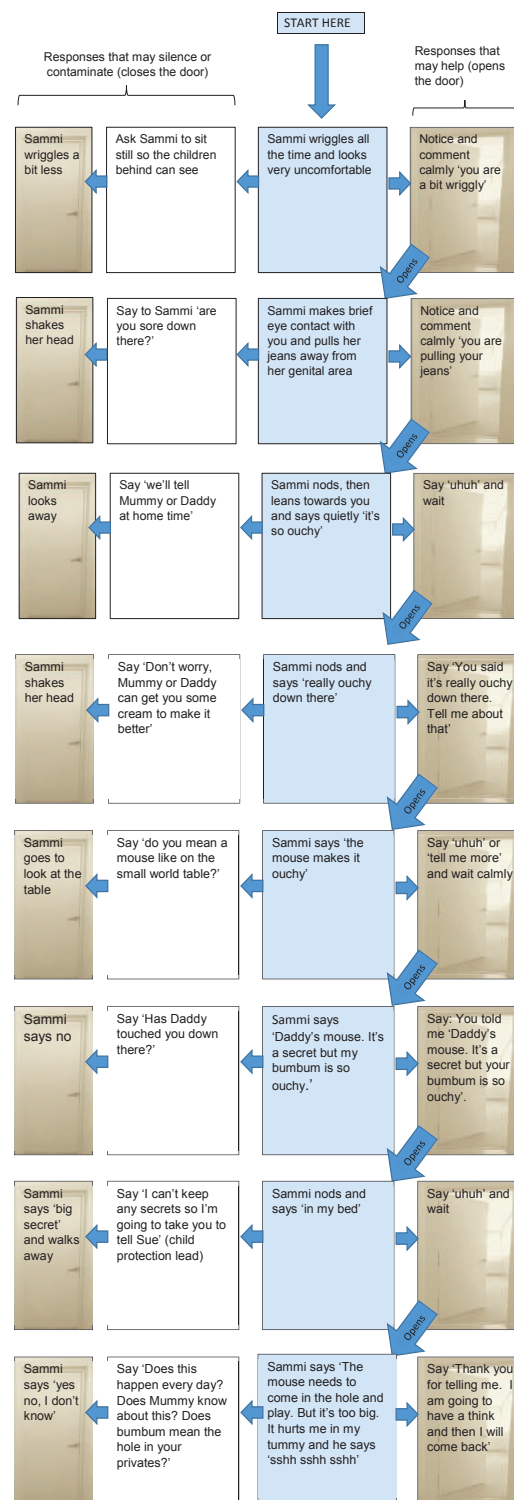 START HERE
Responses that may silence or
contaminate (closes the door)
Responses that
may help (opens
the door)
Sammi
wriggles a
bit less
Ask Sammi to sit
still so the children
behind can see
Sammi wriggles all
the time and looks
very uncomfortable
Notice and
comment
calmly ‘you are
a bit wriggly’
Opens
Sammi
shakes
her head
Say to Sammi ‘are
you sore down
there?’
Sammi makes brief
eye contact with
you and pulls her
jeans away from
her genital area
Notice and
comment
calmly ‘you are
pulling your
jeans’
Opens
Sammi
looks
away
Say ‘we’ll tell
Mummy or Daddy
at home time’
Sammi nods, then
leans towards you
and says quietly ‘it’s
so ouchy’
Say ‘uhuh’ and
wait
Opens
Sammi
shakes
her head
Say ‘Don’t worry,
Mummy or Daddy
can get you some
cream to make it
better’
Sammi nods and
says ‘really ouchy
down there’
Say ‘You said
it’s really ouchy
down there.
Tell me about
that’
Opens
Sammi
goes to
look at the
table
Say ‘do you mean a
mouse like on the
small world table?’
Sammi says ‘the
mouse makes it
ouchy’
Say ‘uhuh’ or
‘tell me more’
and wait calmly
Opens
Sammi
says no
Say ‘Has Daddy
touched you down
there?’
Sammi says
‘Daddy’s mouse. It’s
a secret but my
bumbum is so
ouchy.’
Say: You told
me ‘Daddy’s
mouse. It’s a
secret but your
bumbum is so
ouchy’.
Opens
Sammi
says ‘big
secret’
and walks
away
Say ‘I can’t keep
any secrets so I’m
going to take you to
tell Sue’ (child
protection lead)
Sammi nods and
says ‘in my bed’
Say ‘uhuh’ and
wait
Opens
Sammi
says ‘yes
no, I don’t
know’
Say ‘Does this
happen every day?
Does Mummy know
about this? Does
bumbum mean the
hole in your
privates?’
Sammi says ‘The
mouse needs to
come in the hole and
play. But it’s too big.
It hurts me in my
tummy and he says
‘sshh sshh sshh’
Say ‘Thank you
for telling me. I
am going to
have a think
and then I will
come back’